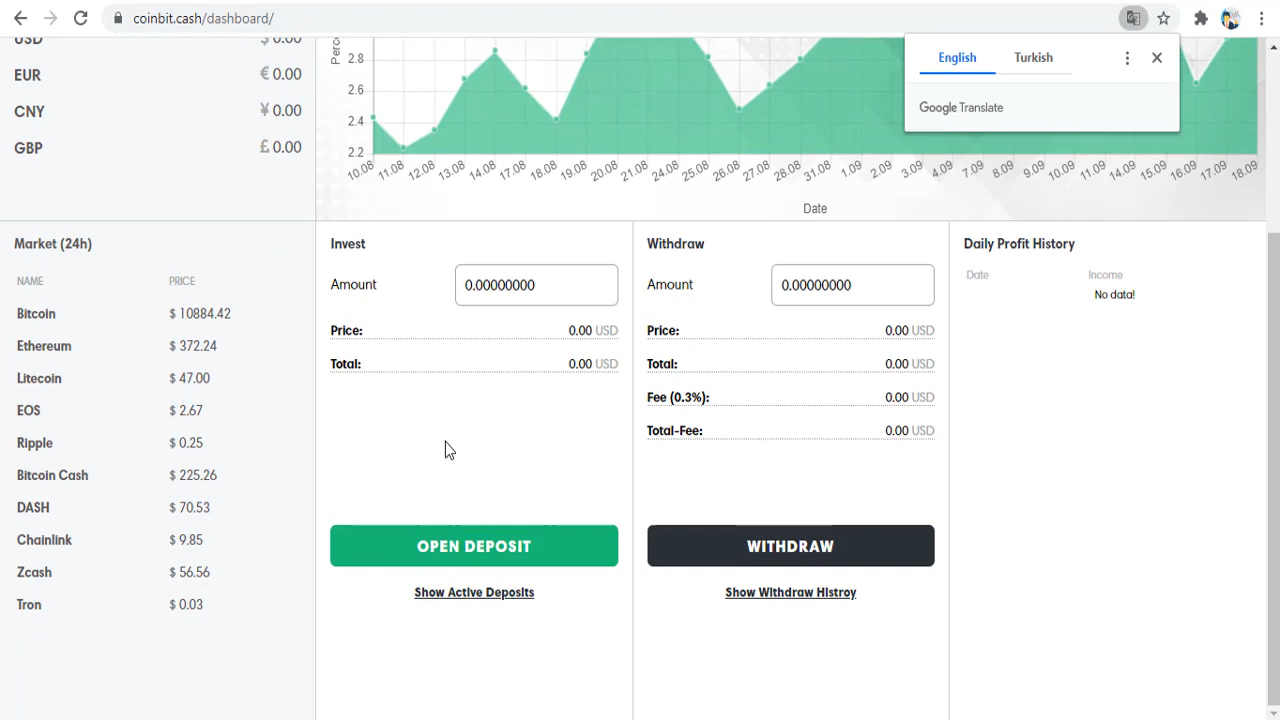 coinbit.cash/dashboard/
English Turkish
Google Translate
USD $ 0.00
EUR € 0.00
CNY ¥ 0.00
GBP £ 0.00
2.8
2.6
2.4
2.2
10.08 11.08 12.08 13.08 14.08 17.08 18.08 19.08 20.08 21.08 24.08 25.08 26.08 27.08 28.08 31.08 1.09 2.09 3.09 4.09 7.09 8.09 9.09 10.09 11.09 14.09 15.09 16.09 17.09 18.09
Date
Market (24h)
NAME PRICE
Bitcoin $ 10884.42
Ethereum $ 372.24
Litecoin $ 47.00
EOS $ 2.67
Ripple $ 0.25
Bitcoin Cash $ 225.26
DASH $ 70.53
Chainlink $ 9.85
Zcash $ 56.56
Tron $ 0.03
Invest
Amount 0.00000000
Price: 0.00 USD
Total: 0.00 USD
OPEN DEPOSIT
Show Active Deposits
Withdraw
Amount 0.00000000
Price: 0.00 USD
Total: 0.00 USD
Fee (0.3%): 0.00 USD
Total-Fee: 0.00 USD
WITHDRAW
Show Withdraw Histroy
Daily Profit History
Date Income
No data!